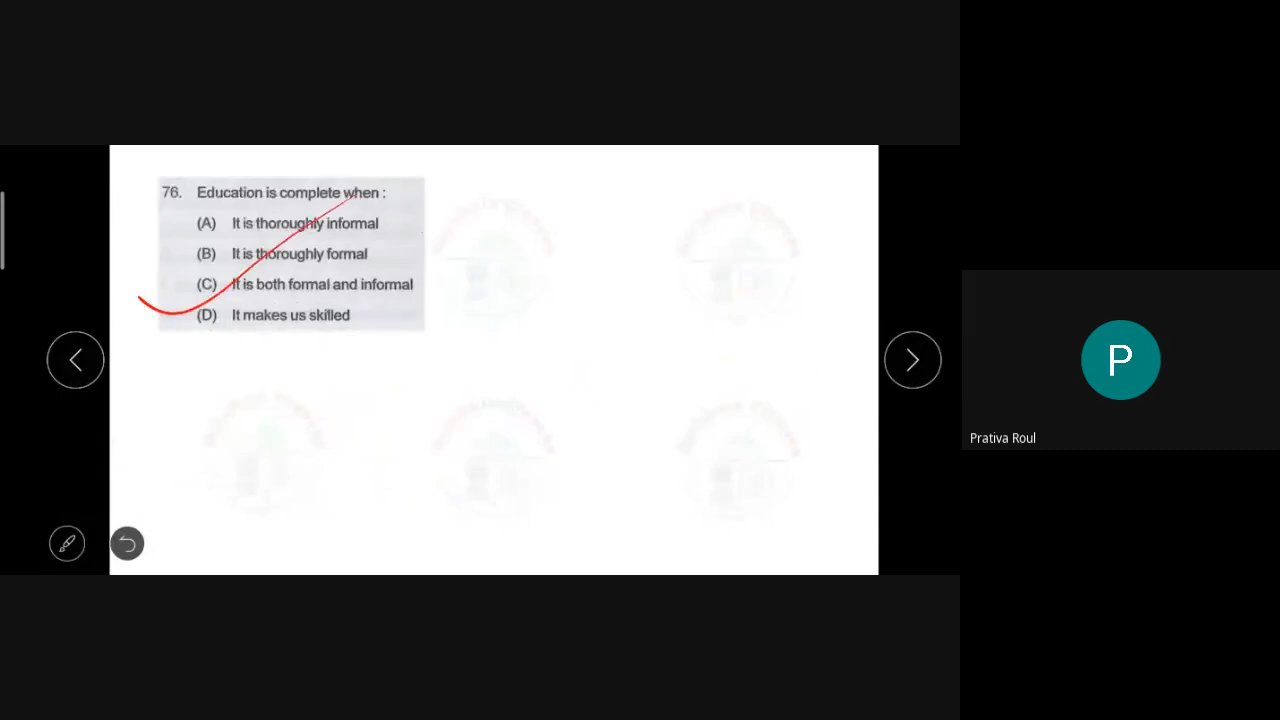 76. Education is complete when :
(A) It is thoroughly informal
(B) It is thoroughly formal
(C) It is both formal and informal
(D) It makes us skilled
P
Prativa Roul